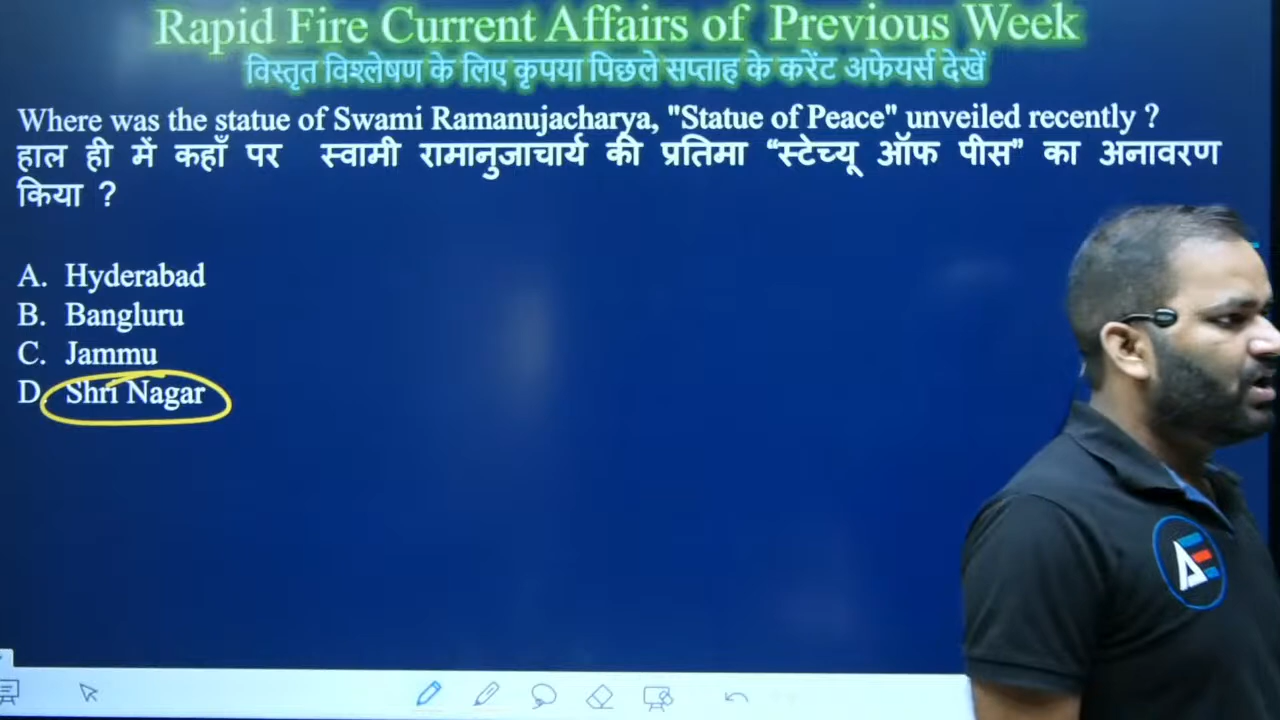 Rapid Fire Current Affairs of Previous Week
विस्तृत विश्लेषण के लिए कृपया पिछले सप्ताह के करेंट अफेयर्स देखें
Where was the statue of Swami Ramanujacharya, "Statue of Peace" unveiled recently ?
हाल ही में कहाँ पर स्वामी रामानुजाचार्य की प्रतिमा “स्टेच्यू ऑफ पीस” का अनावरण
किया ?
A. Hyderabad
B. Bangluru
C. Jammu
D. Shri Nagar
AE